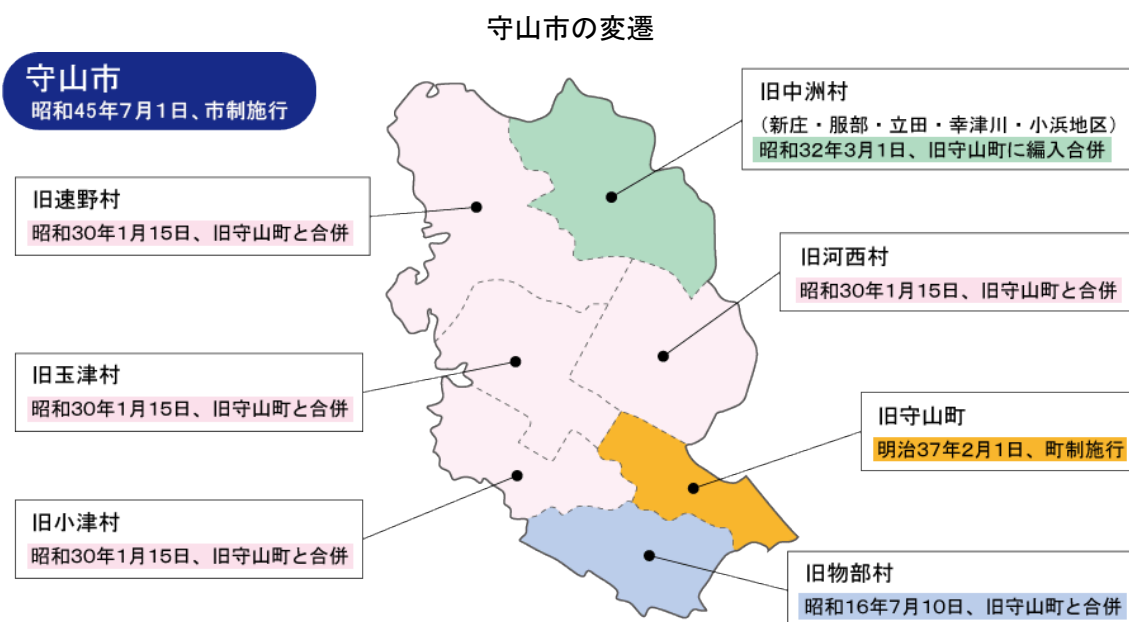 守山市の変遷
守山市
昭和45年7月1日、市制施行
旧中洲村
（新庄・服部・立田・幸津川・小浜地区）
昭和32年3月1日、旧守山町に編入合併
旧速野村
昭和30年1月15日、旧守山町と合併
旧河西村
昭和30年1月15日、旧守山町と合併
旧玉津村
昭和30年1月15日、旧守山町と合併
旧守山町
明治37年2月1日、町制施行
旧小津村
昭和30年1月15日、旧守山町と合併
旧物部村
昭和16年7月10日、旧守山町と合併